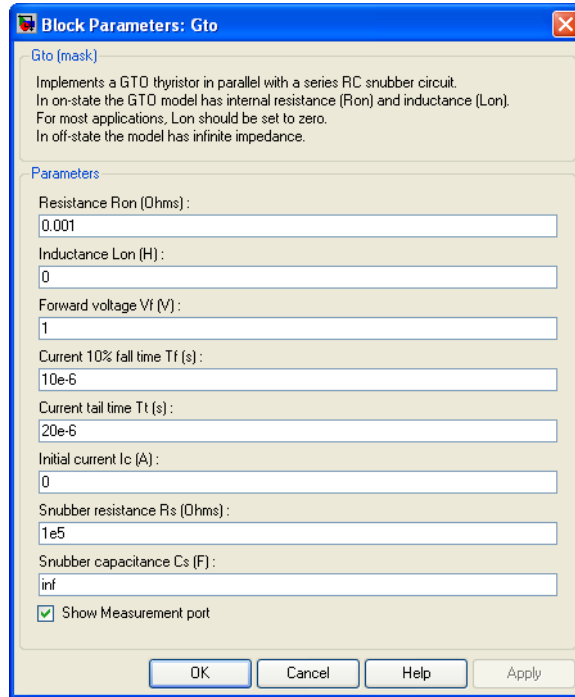 Block Parameters: Gto
Gto (mask)
Implements a GTO thyristor in parallel with a series RC snubber circuit.
In on-state the GTO model has internal resistance (Ron) and inductance (Lon).
For most applications, Lon should be set to zero.
In off-state the model has infinite impedance.
Parameters
Resistance Ron (Ohms) :
0.001
Inductance Lon (H) :
0
Forward voltage Vf (V) :
1
Current 10% fall time Tf (s) :
10e-6
Current tail time Tt (s) :
20e-6
Initial current Ic (A) :
0
Snubber resistance Rs (Ohms) :
1e5
Snubber capacitance Cs (F) :
inf
Show Measurement port
OK Cancel Help Apply